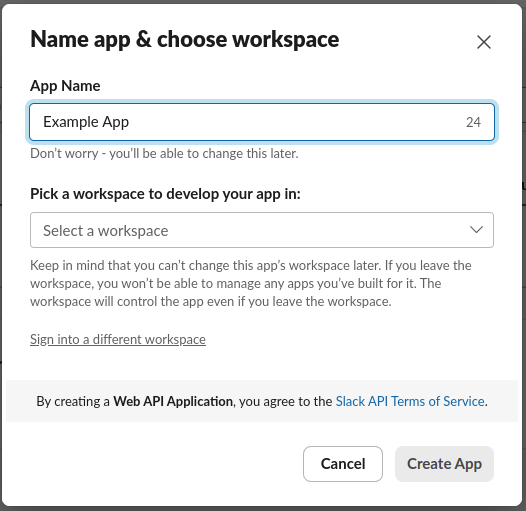 Name app & choose workspace
App Name
Example App 24
Don't worry - you'll be able to change this later.
Pick a workspace to develop your app in:
Select a workspace
Keep in mind that you can't change this app's workspace later. If you leave the
workspace, you won't be able to manage any apps you've built for it. The
workspace will control the app even if you leave the workspace.
Sign into a different workspace
By creating a Web API Application, you agree to the Slack API Terms of Service.
Cancel Create App